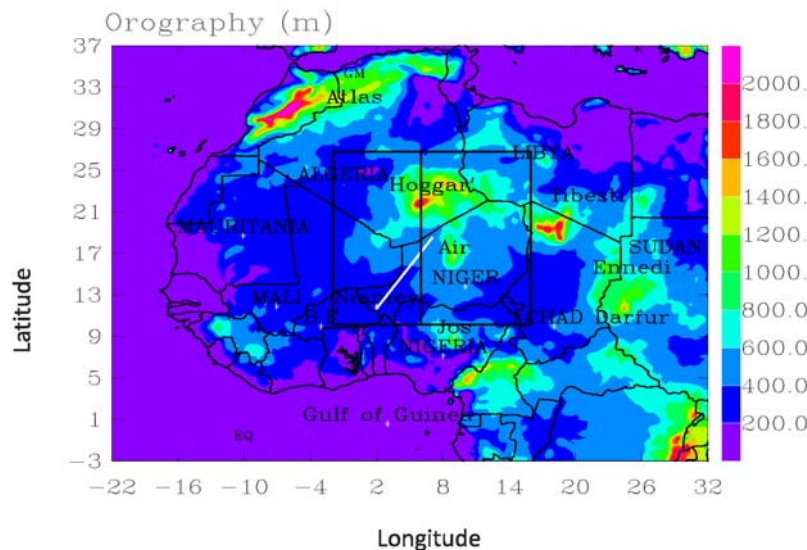 Orography (m)
37
33
29
25
21
17
13
9
5
1
-3
-22
-16
-10
-4
2
8
14
20
26
32
Latitude
Longitude
GM
Atlas
LIBYA
ALGERIA
Hoggar
Tibesti
MAURITANIA
Air
SUDAN
Ennedi
NIGER
MALI
Niamey
B.F
TCHAD Darfur
Jos
NIGERIA
Gulf of Guinea
EQ
2000.
1800.
1600.
1400.
1200.
1000.
800.0
600.0
400.0
200.0